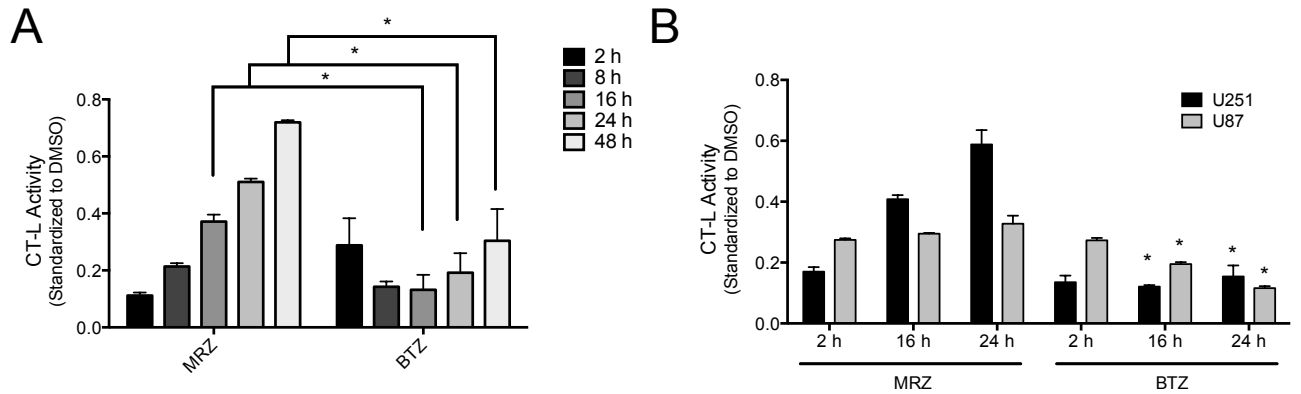 A
*
*
*
2 h
8 h
16 h
24 h
48 h
0.8
0.6
0.4
0.2
0.0
CT-L Activity
(Standardized to DMSO)
MRZ
BTZ
B
U251
U87
0.8
0.6
0.4
0.2
0.0
CT-L Activity
(Standardized to DMSO)
*
*
*
*
2 h
16 h
24 h
2 h
16 h
24 h
MRZ
BTZ